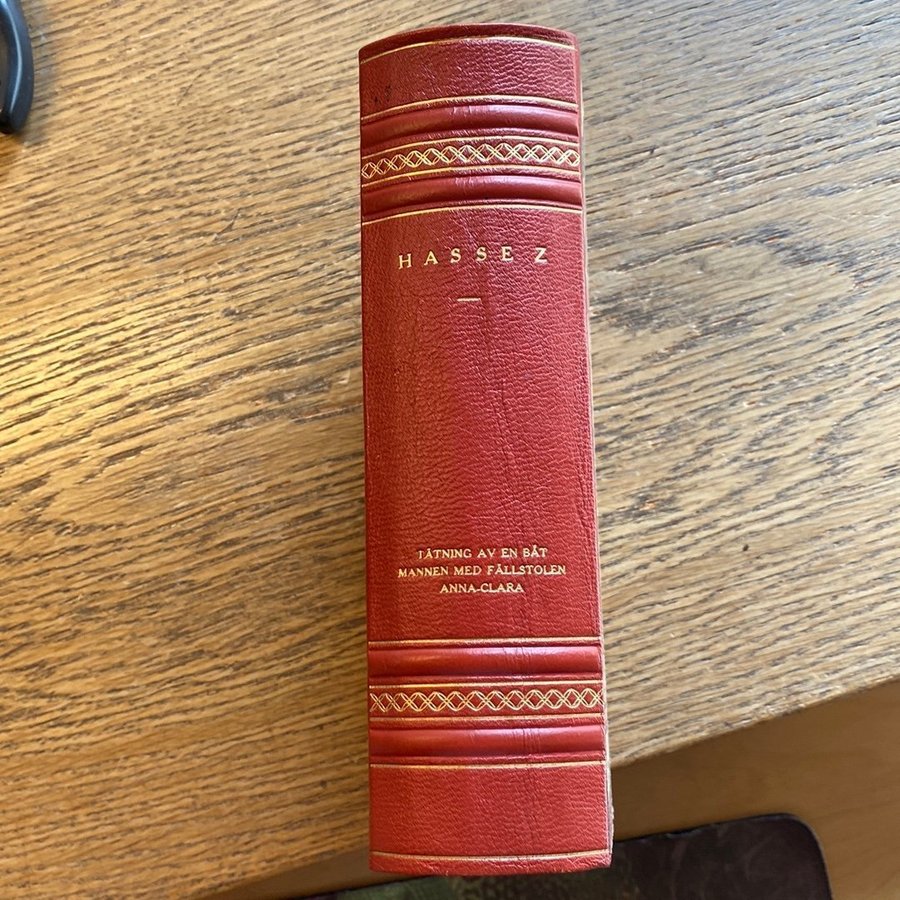 HASSE Z
TÄTNING AV EN BÅT
MANNEN MED FÄLLSTOLEN
ANNA-CLARA